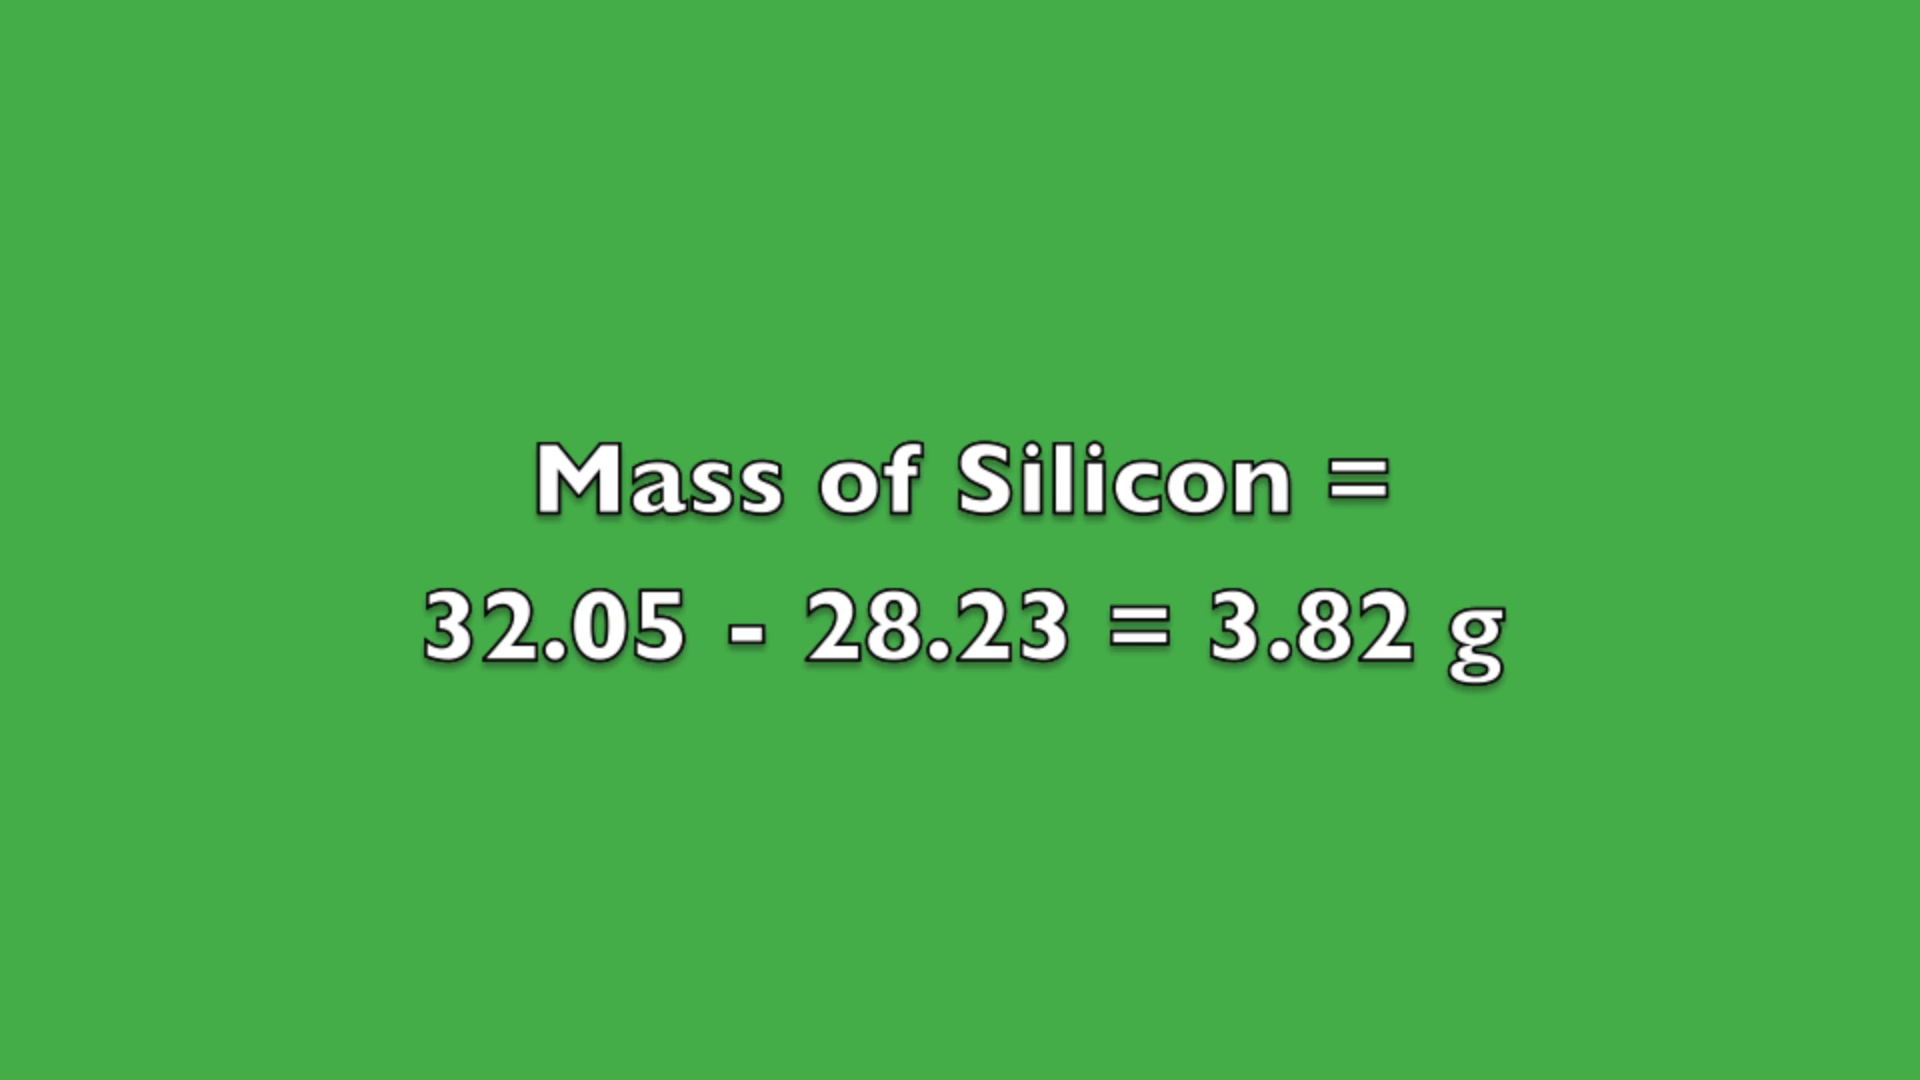 Mass of Silicon =
32.05 - 28.23 = 3.82 g